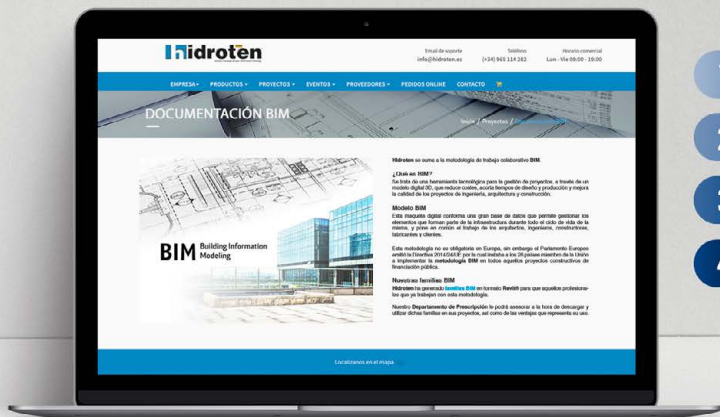 hidroten
Email de soporte
info@hidroten.es
Teléfono
(+34) 965 114 282
Horario comercial
Lun - Vie 09:00 - 19:00
EMPRESA PRODUCTOS PROYECTOS EVENTOS PROVEEDORES PEDIDOS ONLINE CONTACTO
DOCUMENTACIÓN BIM
Inicio / Proyectos /
BIM Building Information
Modeling
Hidroten se suma a la metodología de trabajo colaborativo BIM.
¿Qué es BIM?
Se trata de una herramienta tecnológica para la gestión de proyectos, a través de un
modelo digital 3D, que reduce costes, acorta tiempos de diseño y producción y mejora
la calidad de los proyectos de ingeniería, arquitectura y construcción.
Modelo BIM
Esta maqueta digital conforma una gran base de datos que permite gestionar los
elementos que forman parte de la infraestructura durante todo el ciclo de vida de la
misma, y pone en común el trabajo de los arquitectos, ingenieros, constructores,
fabricantes y clientes.
Esta metodología no es obligatoria en Europa, sin embargo el Parlamento Europeo
emitió la Directiva 2014/24/UE por la cual instaba a los 28 países miembro de la Unión
a implementar la metodología BIM en todos aquellos proyectos constructivos de
financiación pública.
Nuestras familias BIM
Hidroten ha generado familias BIM en formato Revit® para que aquellos profesiona-
les que ya trabajen con esta metodología.
Nuestro Departamento de Prescripción le podrá asesorar a la hora de descargar y
utilizar dichas familias en sus proyectos, así como de las ventajas que representa su uso.
Localízanos en el mapa